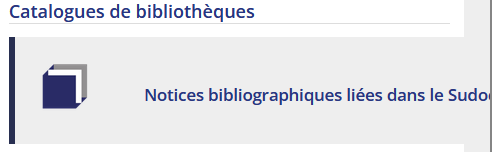 Catalogues de bibliothèques
Notices bibliographiques liées dans le Sudo